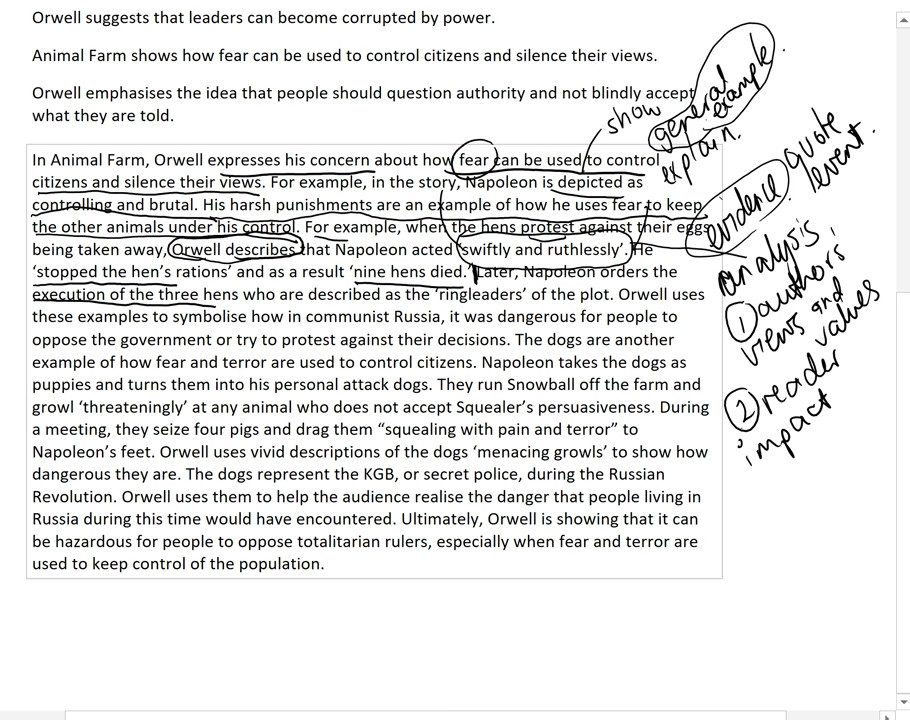 Orwell suggests that leaders can become corrupted by power.
Animal Farm shows how fear can be used to control citizens and silence their views.
Orwell emphasises the idea that people should question authority and not blindly accept
what they are told.
In Animal Farm, Orwell expresses his concern about how fear can be used to control
citizens and silence their views. For example, in the story, Napoleon is depicted as
controlling and brutal. His harsh punishments are an example of how he uses fear to keep
the other animals under his control. For example, when the hens protest against their eggs
being taken away, Orwell describes that Napoleon acted 'swiftly and ruthlessly'. He
'stopped the hen's rations' and as a result 'nine hens died.' Later, Napoleon orders the
execution of the three hens who are described as the 'ringleaders' of the plot. Orwell uses
these examples to symbolise how in communist Russia, it was dangerous for people to
oppose the government or try to protest against their decisions. The dogs are another
example of how fear and terror are used to control citizens. Napoleon takes the dogs as
puppies and turns them into his personal attack dogs. They run Snowball off the farm and
growl 'threateningly' at any animal who does not accept Squealer's persuasiveness. During
a meeting, they seize four pigs and drag them “squealing with pain and terror” to
Napoleon's feet. Orwell uses vivid descriptions of the dogs 'menacing growls' to show how
dangerous they are. The dogs represent the KGB, or secret police, during the Russian
Revolution. Orwell uses them to help the audience realise the danger that people living in
Russia during this time would have encountered. Ultimately, Orwell is showing that it can
be hazardous for people to oppose totalitarian rulers, especially when fear and terror are
used to keep control of the population.
show
general
example.
explain.
evidence. quote
/event.
analysis,
① authors
views and
values
② reader
impact